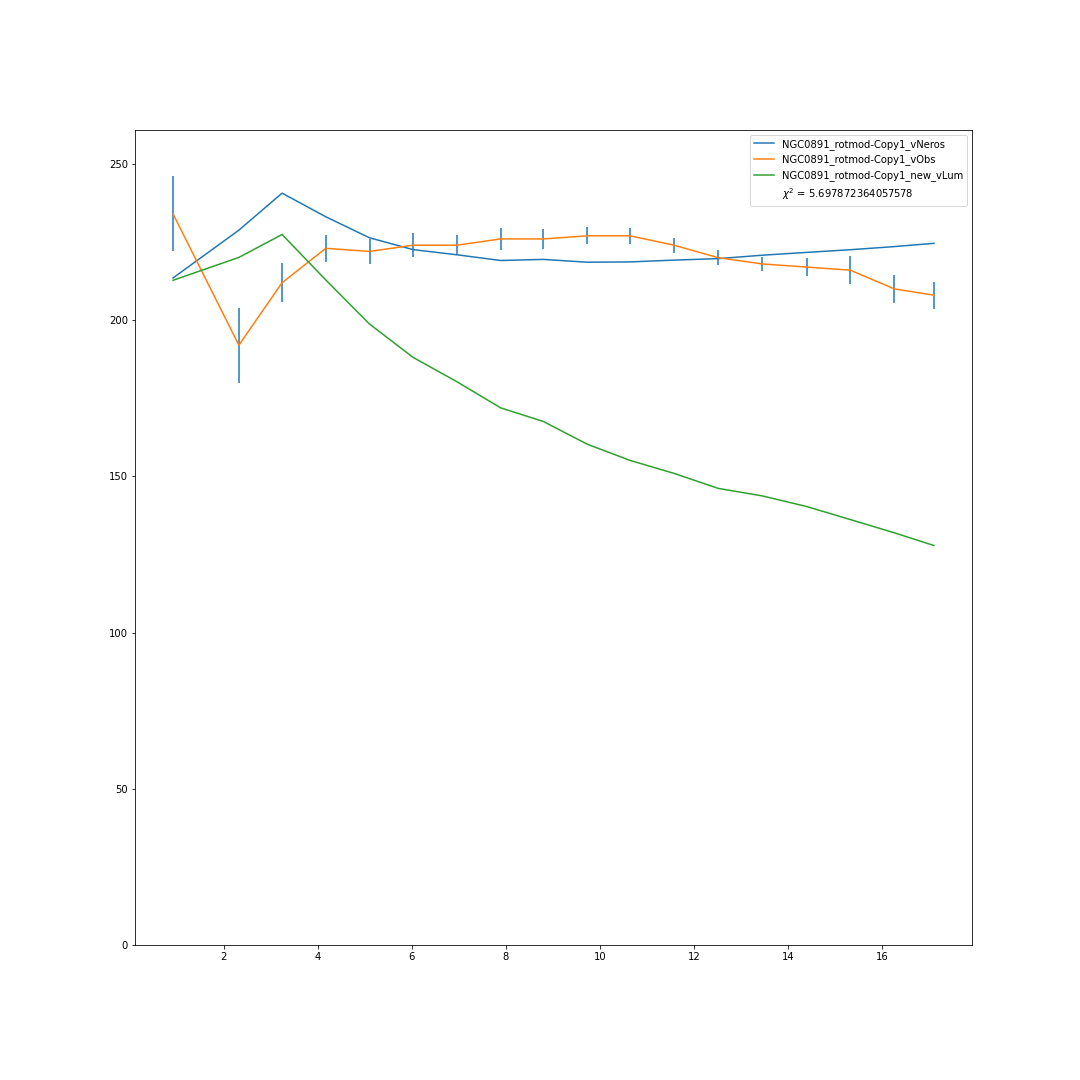 NGC0891_rotmod-Copy1_vNeros
NGC0891_rotmod-Copy1_vObs
NGC0891_rotmod-Copy1_new_vLum
χ² = 5.697872364057578
250
200
150
100
50
0
2 4 6 8 10 12 14 16